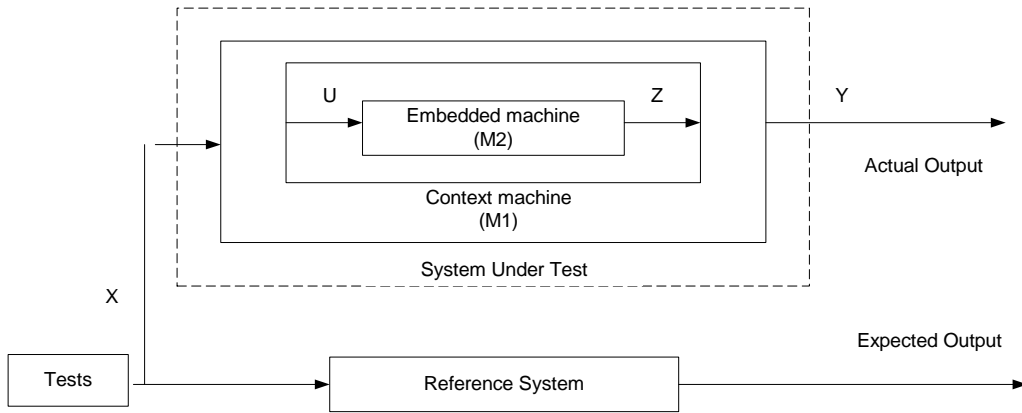 U
Z
Y
Embedded machine
(M2)
Actual Output
Context machine
(M1)
System Under Test
X
Expected Output
Tests
Reference System